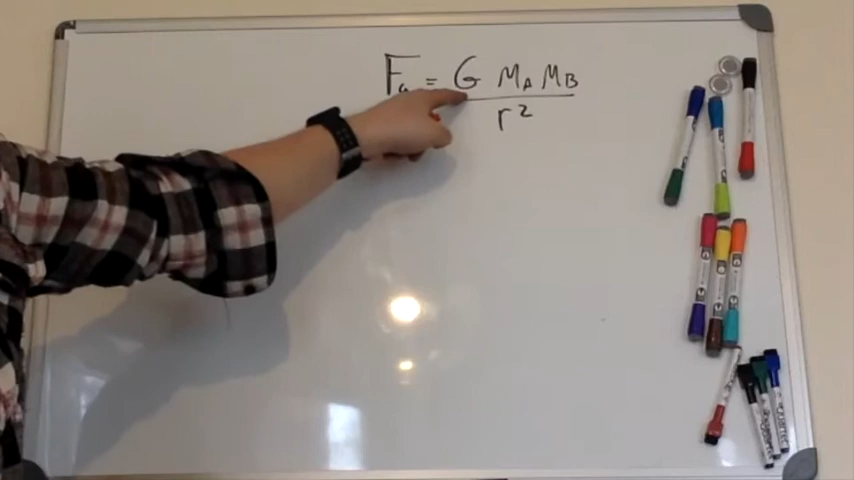 F = G MA MB
r²